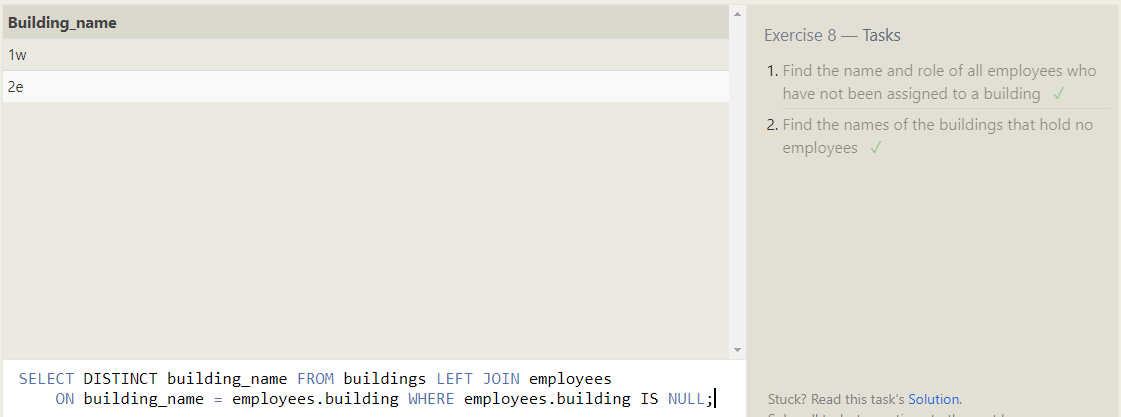 Building_name
1w
2e
SELECT DISTINCT building_name FROM buildings LEFT JOIN employees
ON building_name = employees.building WHERE employees.building IS NULL;
Exercise 8 — Tasks
1. Find the name and role of all employees who
have not been assigned to a building ✓
2. Find the names of the buildings that hold no
employees ✓
Stuck? Read this task's Solution.